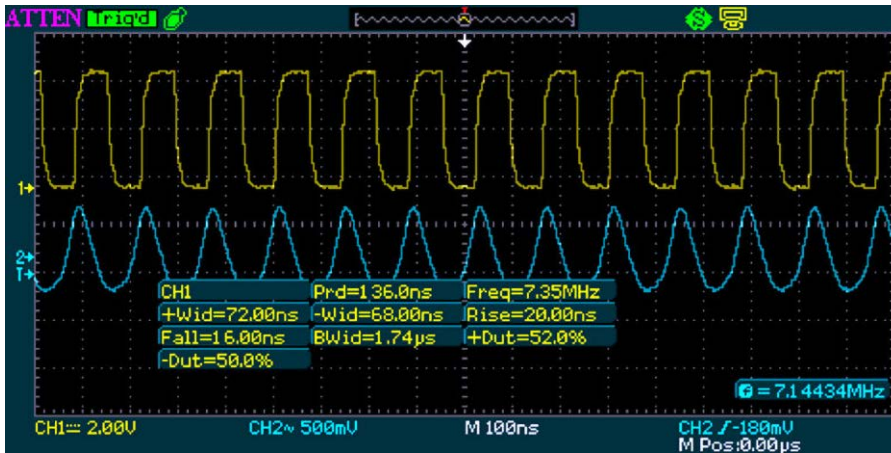 ATTEN Trig'd
1
2
T
CH1 Prd=136.0ns Freq=7.35MHz
+Wid=72.00ns -Wid=68.00ns Rise=20.00ns
Fall=16.00ns BWid=1.74µs +Dut=52.0%
-Dut=50.0%
f = 7.14434MHz
CH1 2.00V CH2~ 500mV M 100ns CH2 -180mV
M Pos:0.00µs